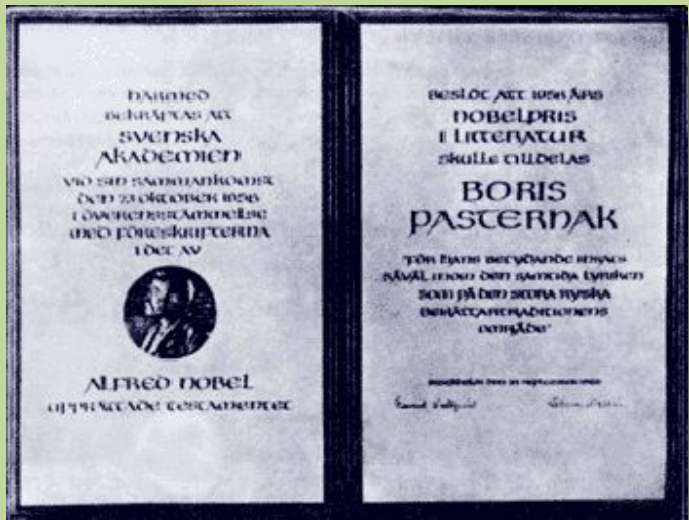 HÄRMED
BEKRÄFTAS ATT
SVENSKA
AKADEMIEN
VID SIN SAMMANKOMST
DEN 23 OKTOBER 1958
I ÖVERENSSTÄMMELSE
MED FÖRESKRIFTERNA
I DET AV
ALFRED NOBEL
UPPRÄTTADE TESTAMENTET
BESLÖT ATT 1958 ÅRS
NOBELPRIS
I LITTERATUR
SKULLE TILLDELAS
BORIS
PASTERNAK
"FÖR HANS BETYDANDE INSATS
SÅVÄL INOM DEN SAMTIDA LYRIKEN
SOM PÅ DEN STORA RYSKA
BERÄTTARTRADITIONENS
OMRÅDE"
STOCKHOLM DEN